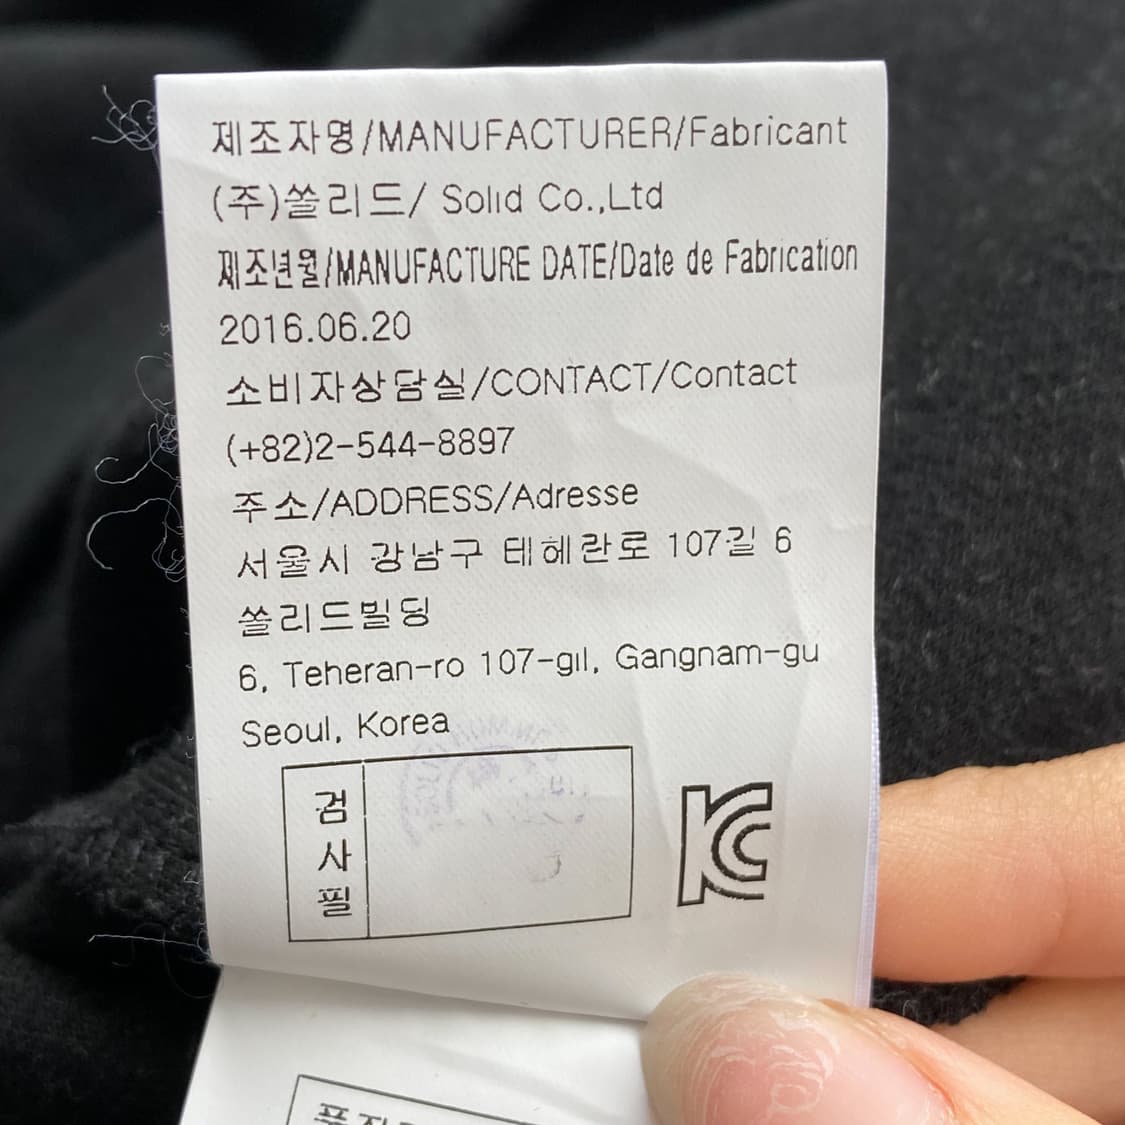 제조자명/MANUFACTURER/Fabricant
(주)쏠리드/ Solid Co.,Ltd
제조년월/MANUFACTURE DATE/Date de Fabrication
2016.06.20
소비자상담실/CONTACT/Contact
(+82)2-544-8897
주소/ADDRESS/Adresse
서울시 강남구 테헤란로 107길 6
쏠리드빌딩
6, Teheran-ro 107-gil, Gangnam-gu
Seoul, Korea
검
사
필
KC